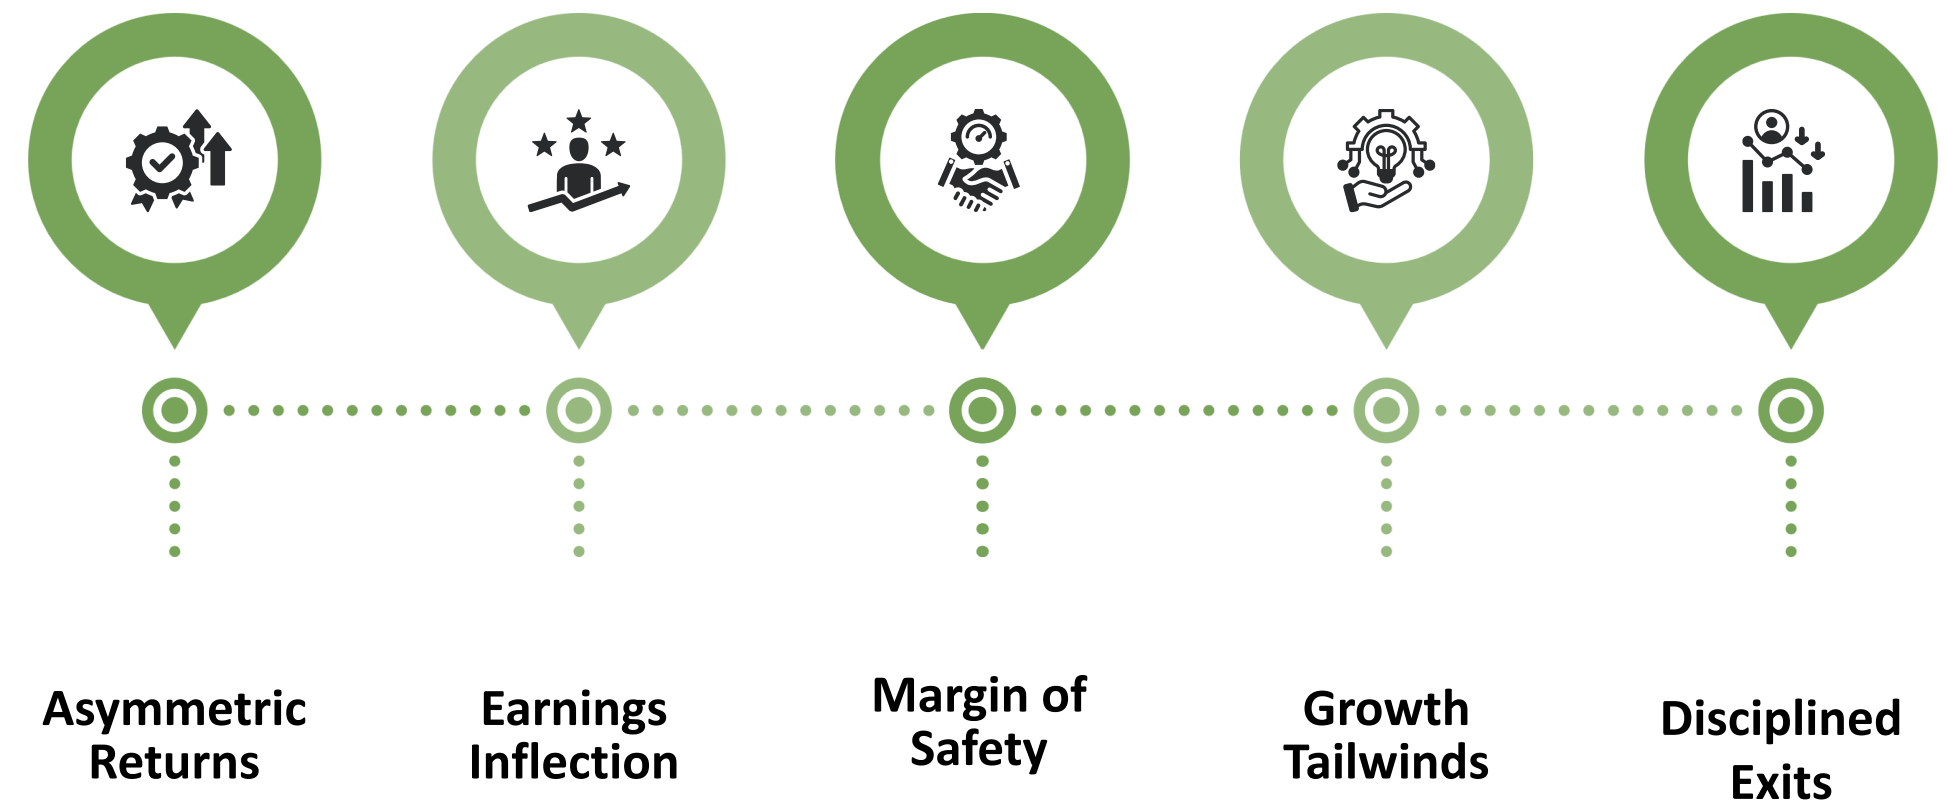 Asymmetric
Returns
Earnings
Inflection
Margin of
Safety
Growth
Tailwinds
Disciplined
Exits